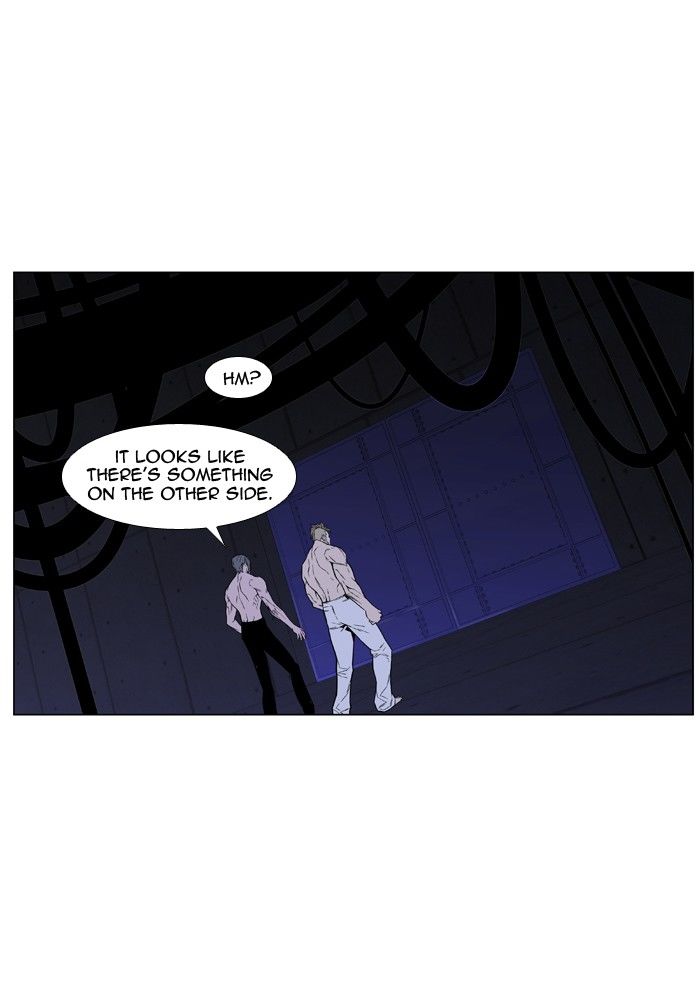 HM?
IT LOOKS LIKE
THERE'S SOMETHING
ON THE OTHER SIDE.